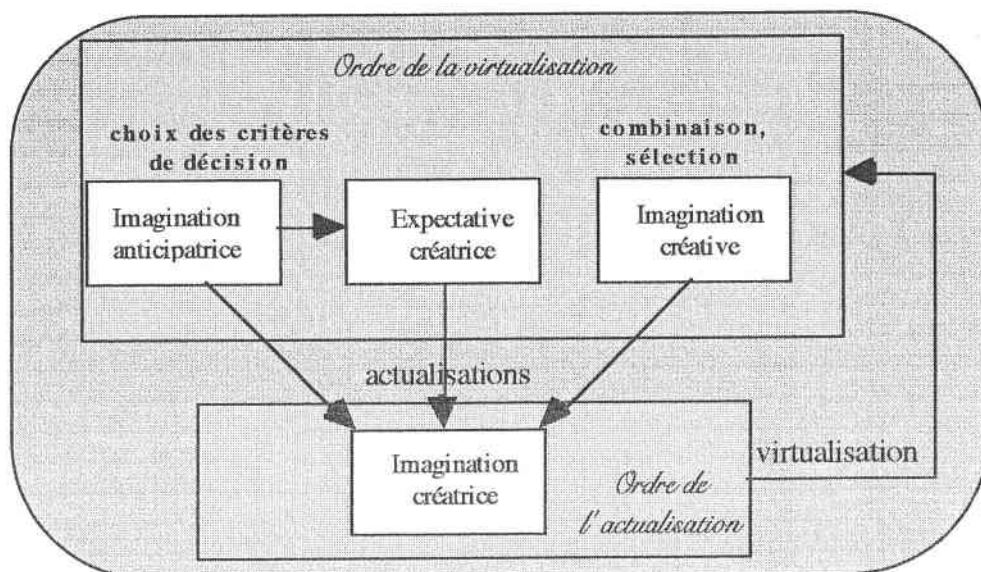 Ordre de la virtualisation
choix des critères
de décision
combinaison,
sélection
Imagination
anticipatrice
Expectative
créatrice
Imagination
créative
actualisations
Imagination
créatrice
virtualisation
Ordre de
l'actualisation